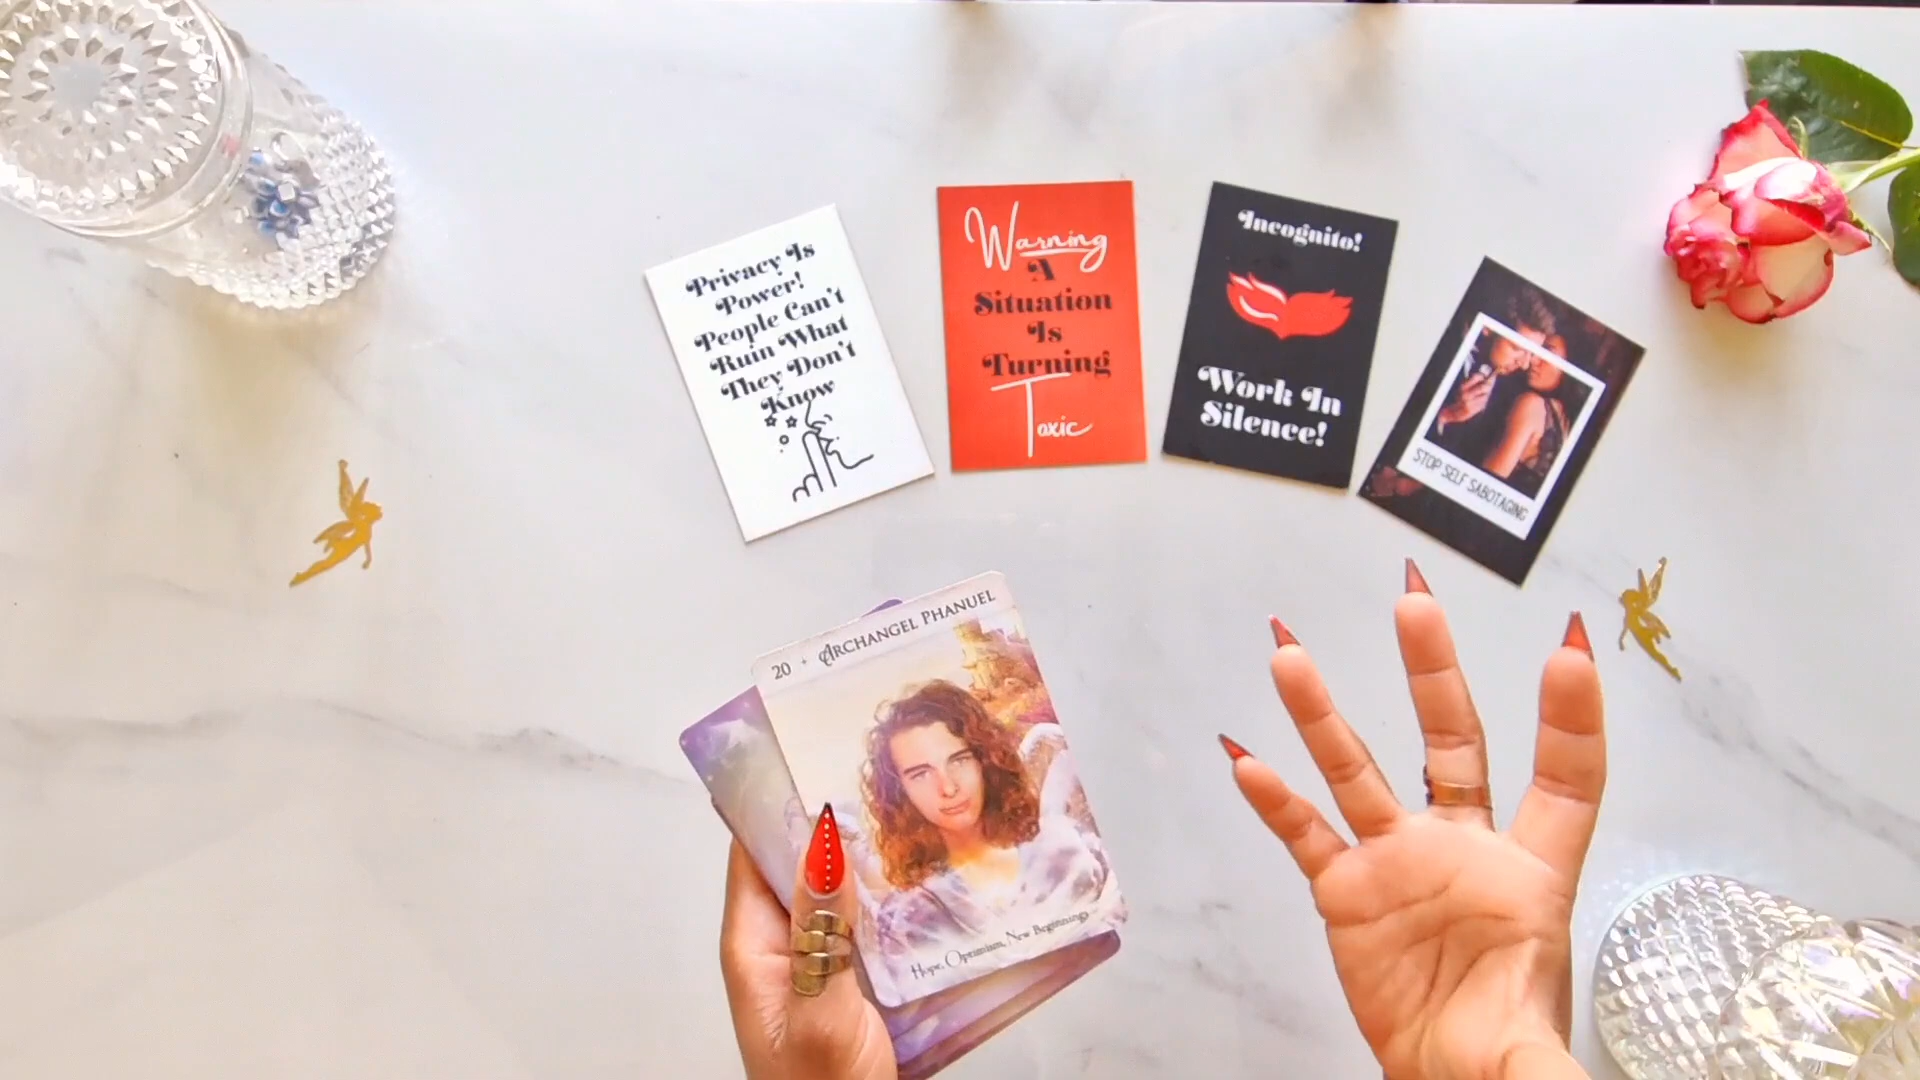 Privacy Is
Power!
People Can't
Ruin What
They Don't
Know
Warning
A
Situation
Is
Turning
Toxic
Incognito!
Work In
Silence!
STOP SELF SABOTAGING
20 + ARCHANGEL PHANUEL
Hope, Optimism, New Beginnings